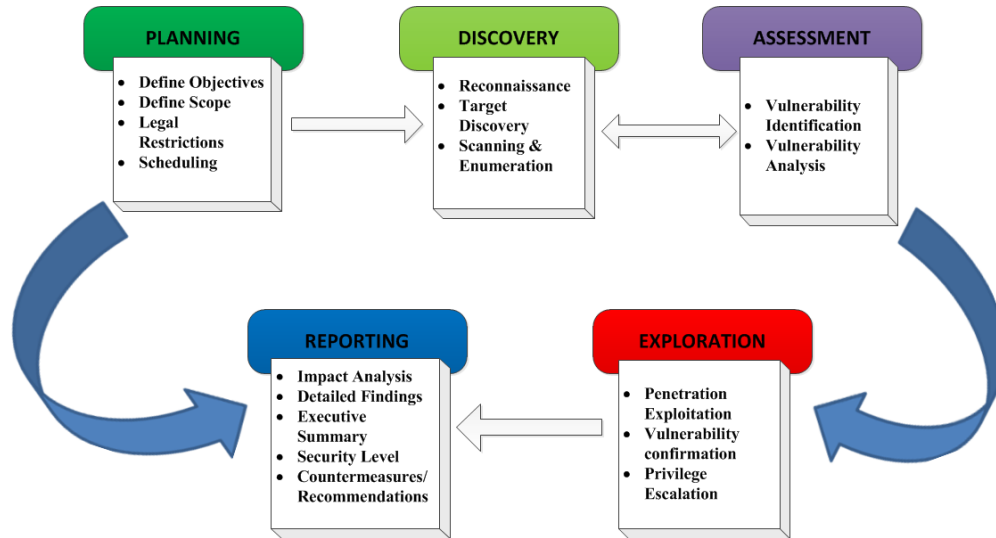 PLANNING
• Define Objectives
• Define Scope
• Legal
Restrictions
• Scheduling
DISCOVERY
• Reconnaissance
• Target
Discovery
• Scanning &
Enumeration
ASSESSMENT
• Vulnerability
Identification
• Vulnerability
Analysis
REPORTING
• Impact Analysis
• Detailed Findings
• Executive
Summary
• Security Level
• Countermeasures/
Recommendations
EXPLORATION
• Penetration
Exploitation
• Vulnerability
confirmation
• Privilege
Escalation